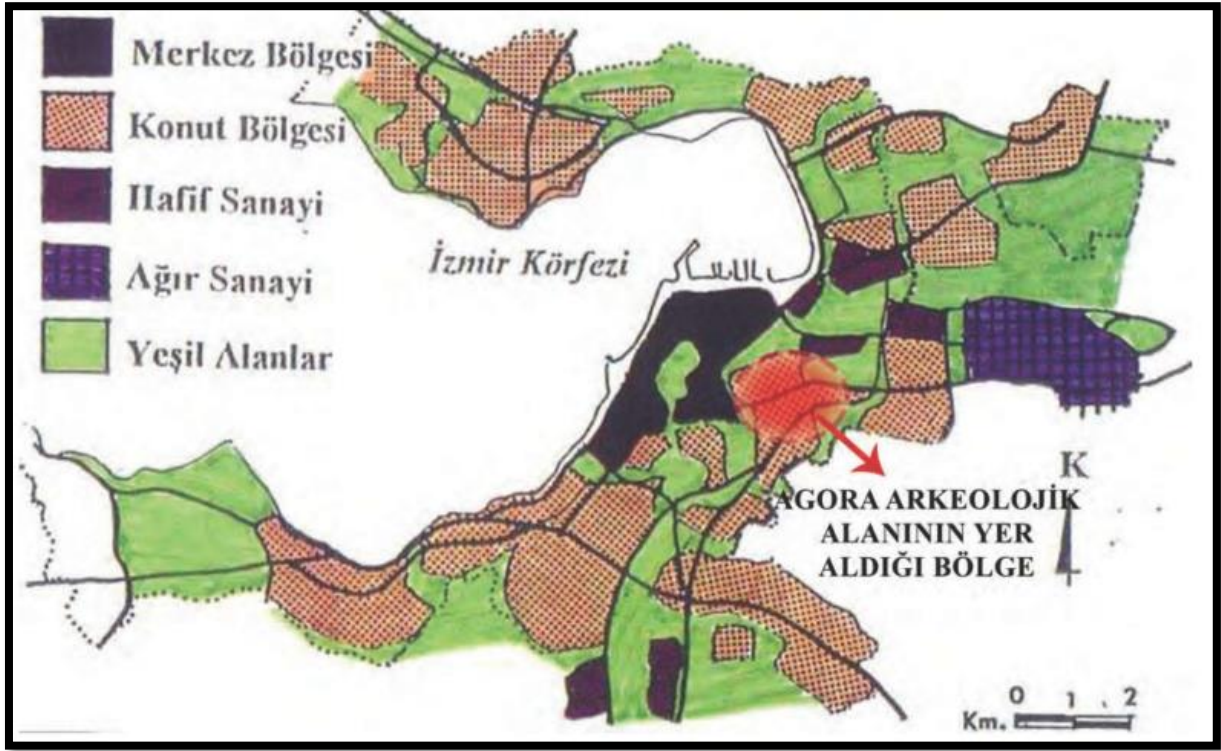 Merkez Bölgesi
Konut Bölgesi
Hafif Sanayi
Ağır Sanayi
Yeşil Alanlar
İzmir Körfezi
K
AGORA ARKEOLOJİK
ALANININ YER
ALDIĞI BÖLGE
0 1 2
Km.